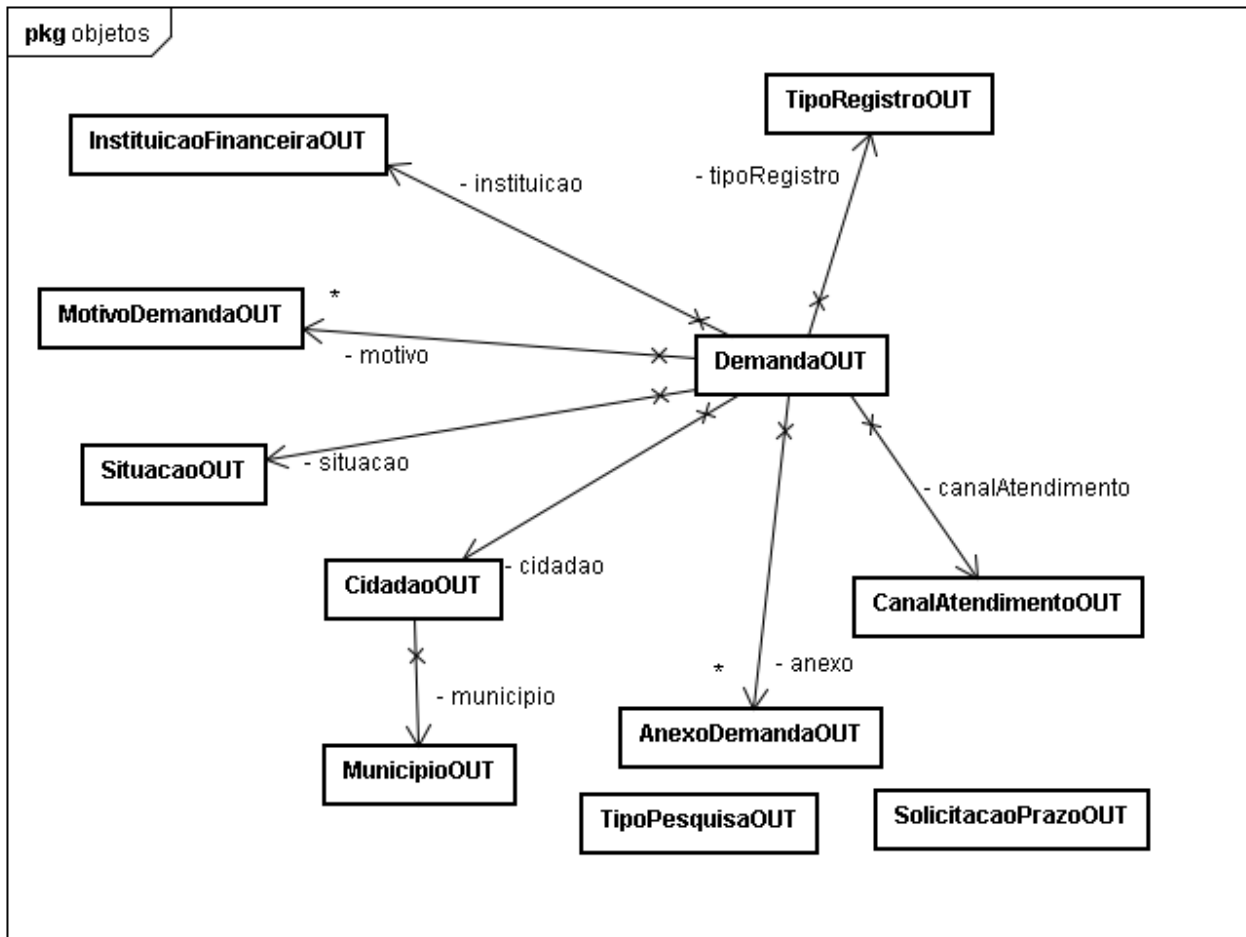 pkg objetos
TipoRegistroOUT
InstituicaoFinanceiraOUT
- instituicao
- tipoRegistro
MotivoDemandaOUT
*
- motivo
DemandaOUT
SituacaoOUT
- situacao
- canalAtendimento
CidadaoOUT
- cidadao
CanalAtendimentoOUT
* - anexo
- municipio
AnexoDemandaOUT
MunicipioOUT
TipoPesquisaOUT
SolicitacaoPrazoOUT